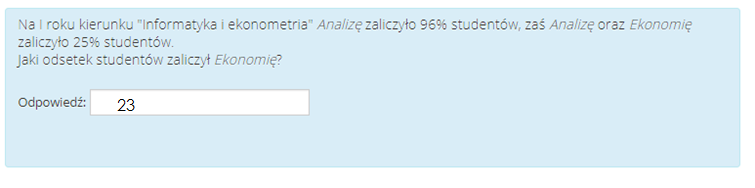 Na I roku kierunku "Informatyka i ekonometria" Analizę zaliczyło 96% studentów, zaś Analizę oraz Ekonomię
zaliczyło 25% studentów.
Jaki odsetek studentów zaliczył Ekonomię?
Odpowiedź: 23